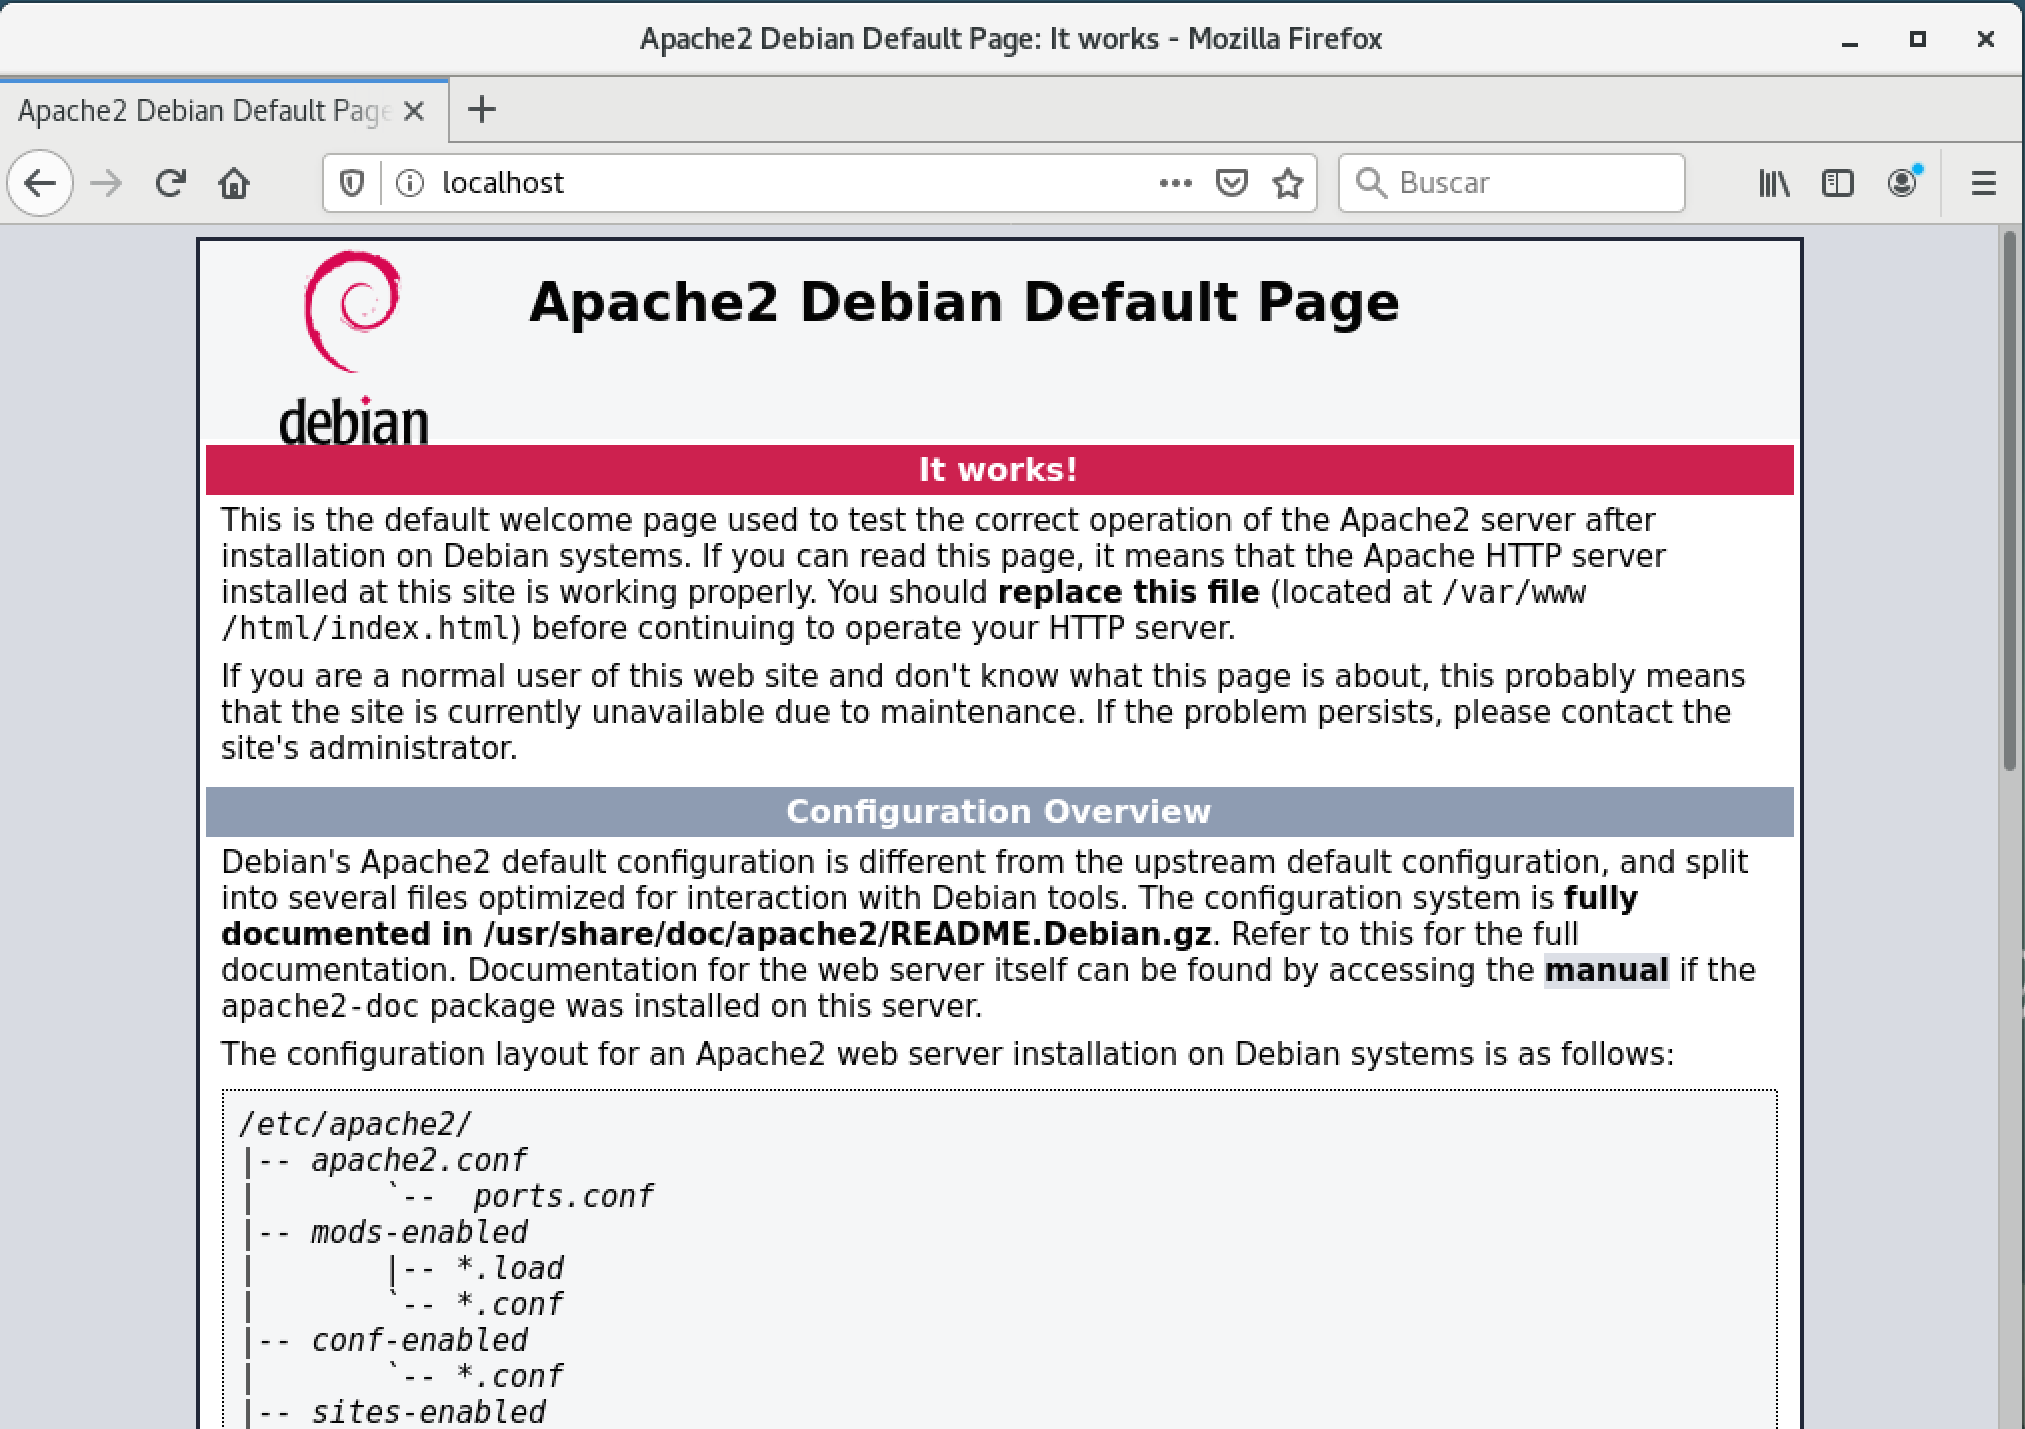 Apache2 Debian Default Page: It works - Mozilla Firefox
Apache2 Debian Default Page
localhost
Buscar
debian
Apache2 Debian Default Page
It works!
This is the default welcome page used to test the correct operation of the Apache2 server after
installation on Debian systems. If you can read this page, it means that the Apache HTTP server
installed at this site is working properly. You should replace this file (located at /var/www
/html/index.html) before continuing to operate your HTTP server.
If you are a normal user of this web site and don't know what this page is about, this probably means
that the site is currently unavailable due to maintenance. If the problem persists, please contact the
site's administrator.
Configuration Overview
Debian's Apache2 default configuration is different from the upstream default configuration, and split
into several files optimized for interaction with Debian tools. The configuration system is fully
documented in /usr/share/doc/apache2/README.Debian.gz. Refer to this for the full
documentation. Documentation for the web server itself can be found by accessing the manual if the
apache2-doc package was installed on this server.
The configuration layout for an Apache2 web server installation on Debian systems is as follows:
/etc/apache2/
|-- apache2.conf
|       `--  ports.conf
|-- mods-enabled
|       |-- *.load
|       `-- *.conf
|-- conf-enabled
|       `-- *.conf
|-- sites-enabled